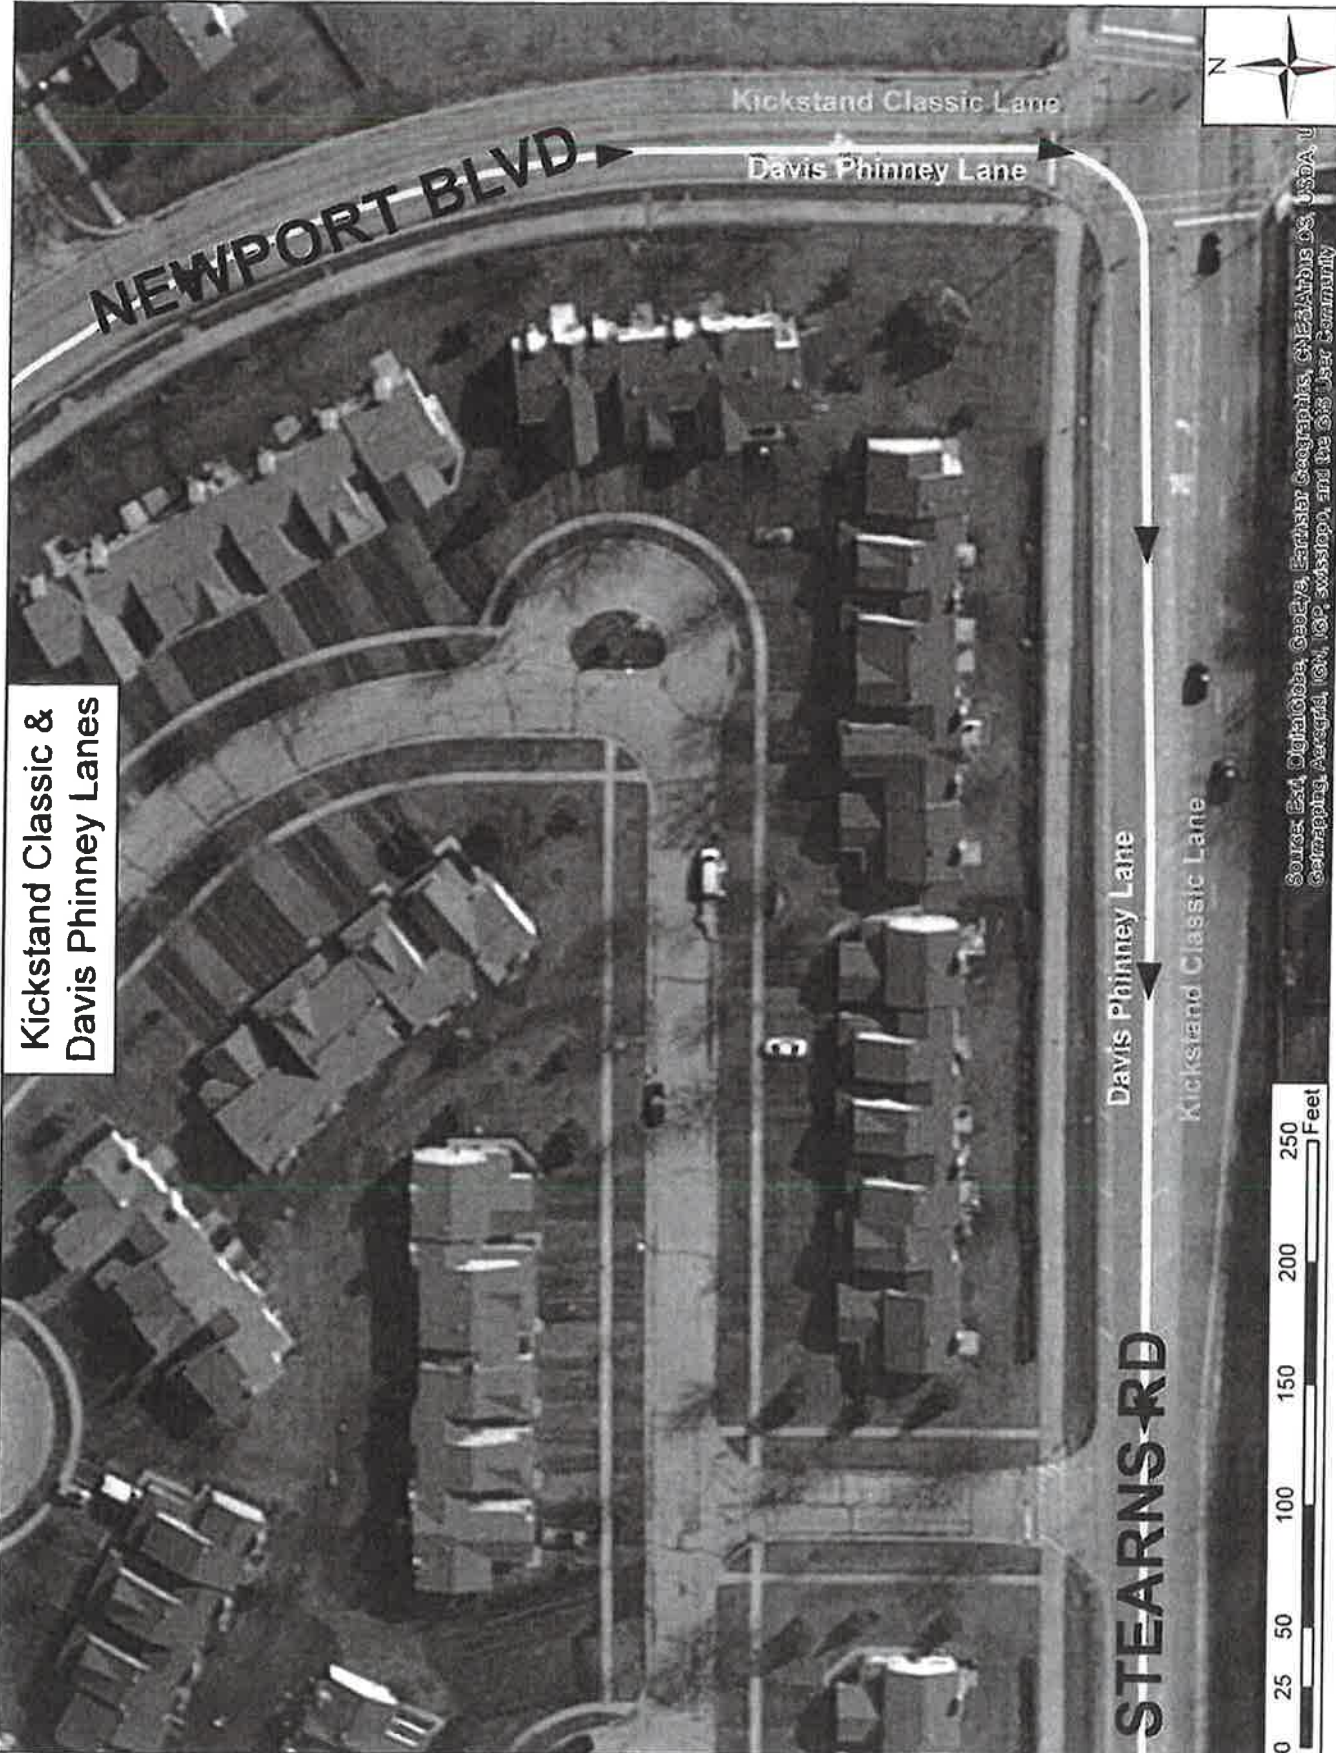 Kickstand Classic &
Davis Phinney Lanes
NEWPORT BLVD
Kickstand Classic Lane
Davis Phinney Lane
Davis Phinney Lane
Kickstand Classic Lane
STEARNS RD
N
0 25 50 100 150 200 250
Feet
Source: Esri, DigitalGlobe, GeoEye, Earthstar Geographics, CNES/Airbus DS, USDA, U
Getmapping, Aerogrid, IGN, IGP, swisstopo, and the GIS User Community